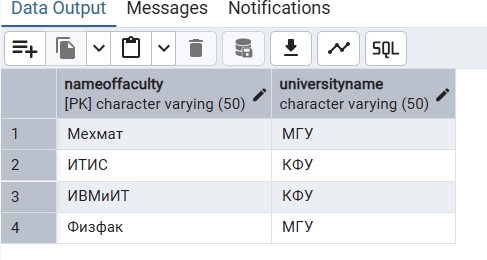 Data Output Messages Notifications
SQL
nameoffaculty universityname
[PK] character varying (50) character varying (50)
1 Мехмат МГУ
2 ИТИС КФУ
3 ИВМиИТ КФУ
4 Физфак МГУ